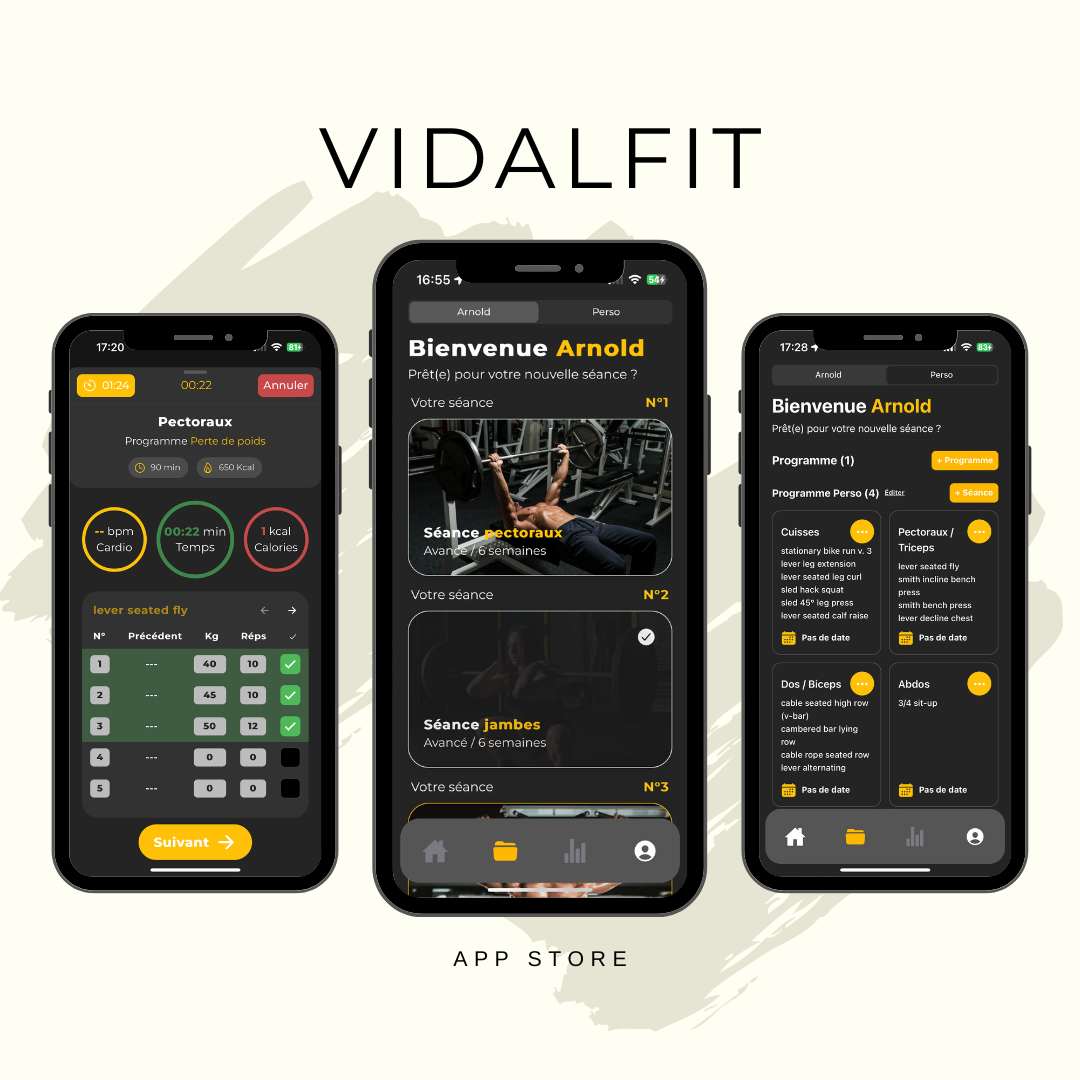 VIDALFIT
17:20
81
01:24
00:22
Annuler
Pectoraux
Programme Perte de poids
90 min
650 Kcal
-- bpm
Cardio
00:22 min
Temps
1 kcal
Calories
lever seated fly
N° Précédent Kg Réps
1 --- 40 10
2 --- 45 10
3 --- 50 12
4 --- 0 0
5 --- 0 0
Suivant
16:55
54
Arnold
Perso
Bienvenue Arnold
Prêt(e) pour votre nouvelle séance ?
Votre séance N°1
Séance pectoraux
Avancé / 6 semaines
Votre séance N°2
Séance jambes
Avancé / 6 semaines
Votre séance N°3
17:28
83
Arnold
Perso
Bienvenue Arnold
Prêt(e) pour votre nouvelle séance ?
Programme (1)
+ Programme
Programme Perso (4) Éditer
+ Séance
Cuisses
stationary bike run v. 3
lever leg extension
lever seated leg curl
sled hack squat
sled 45° leg press
lever seated calf raise
Pas de date
Pectoraux /
Triceps
lever seated fly
smith incline bench
press
smith bench press
lever decline chest
Pas de date
Dos / Biceps
cable seated high row
(v-bar)
cambered bar lying
row
cable rope seated row
lever alternating
Pas de date
Abdos
3/4 sit-up
Pas de date
APP STORE